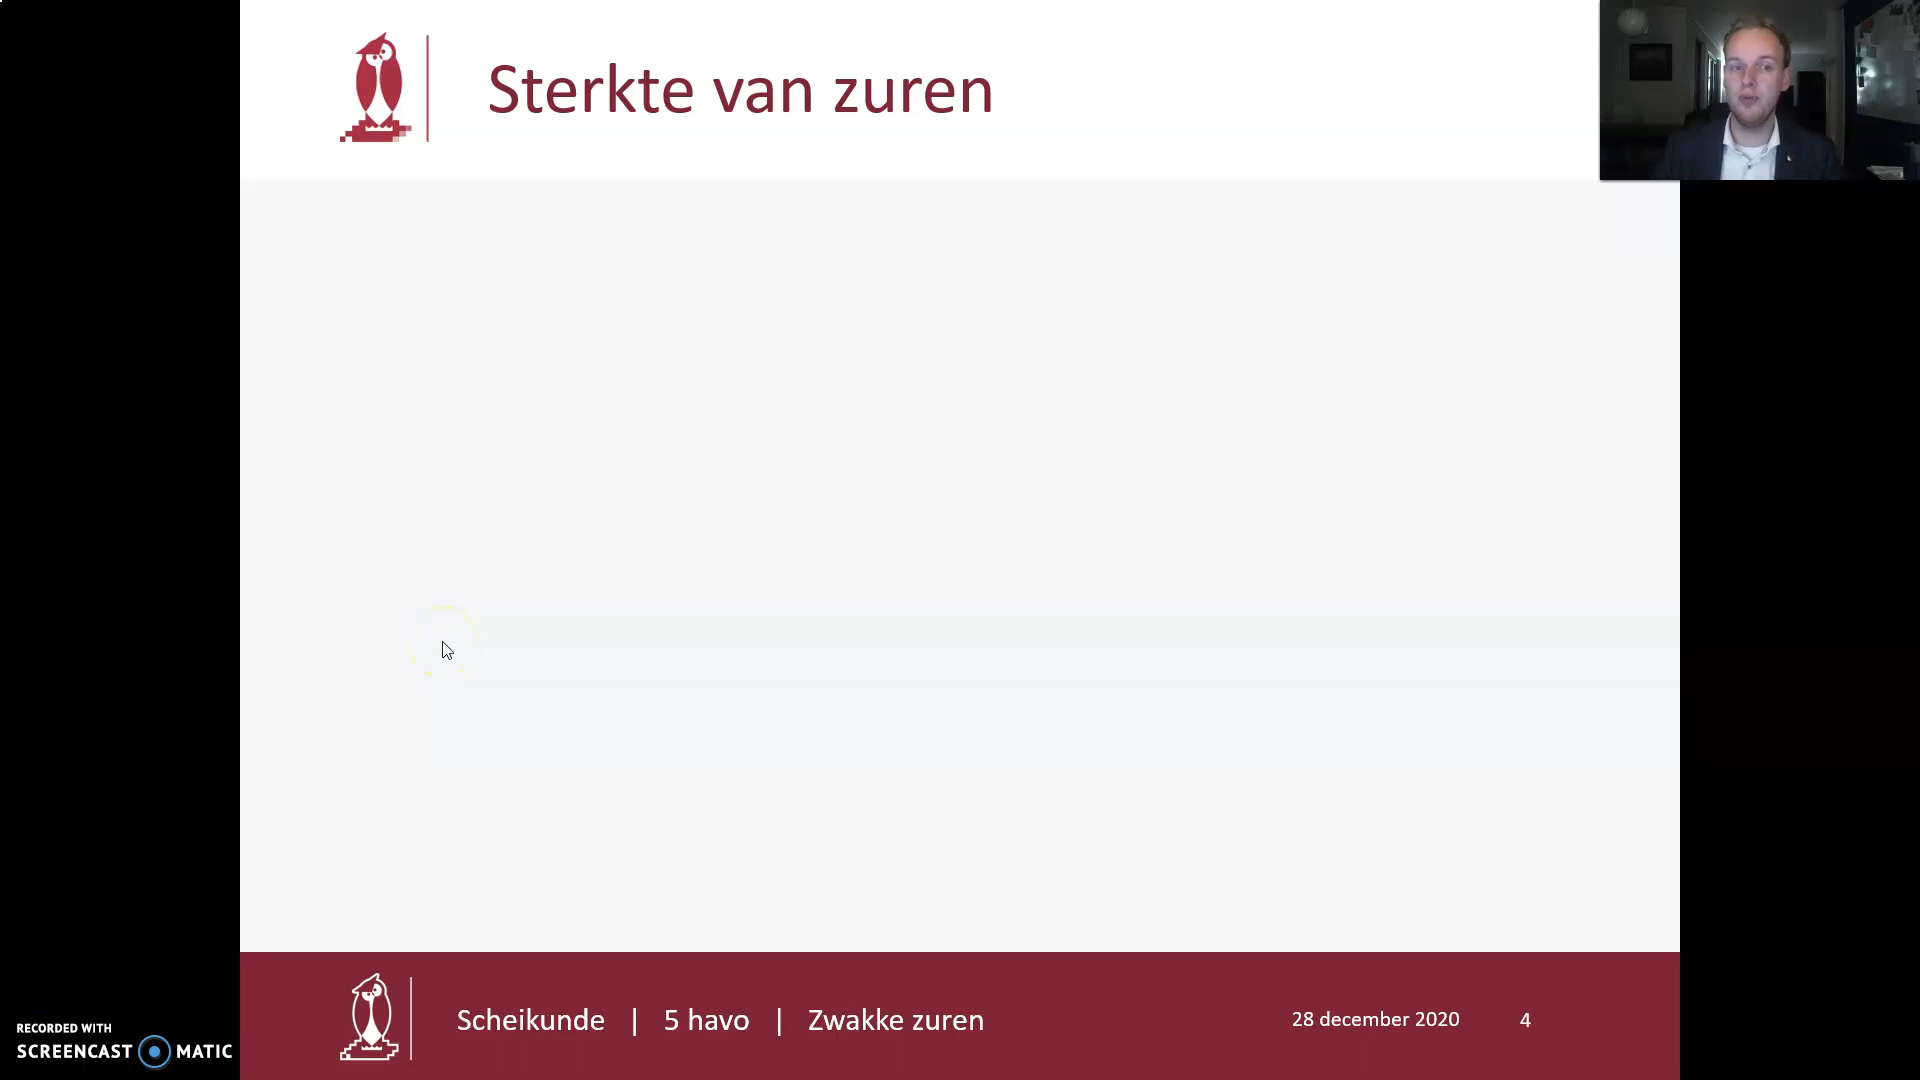 Sterkte van zuren
Scheikunde | 5 havo | Zwakke zuren
28 december 2020
4
RECORDED WITH
SCREENCAST MATIC